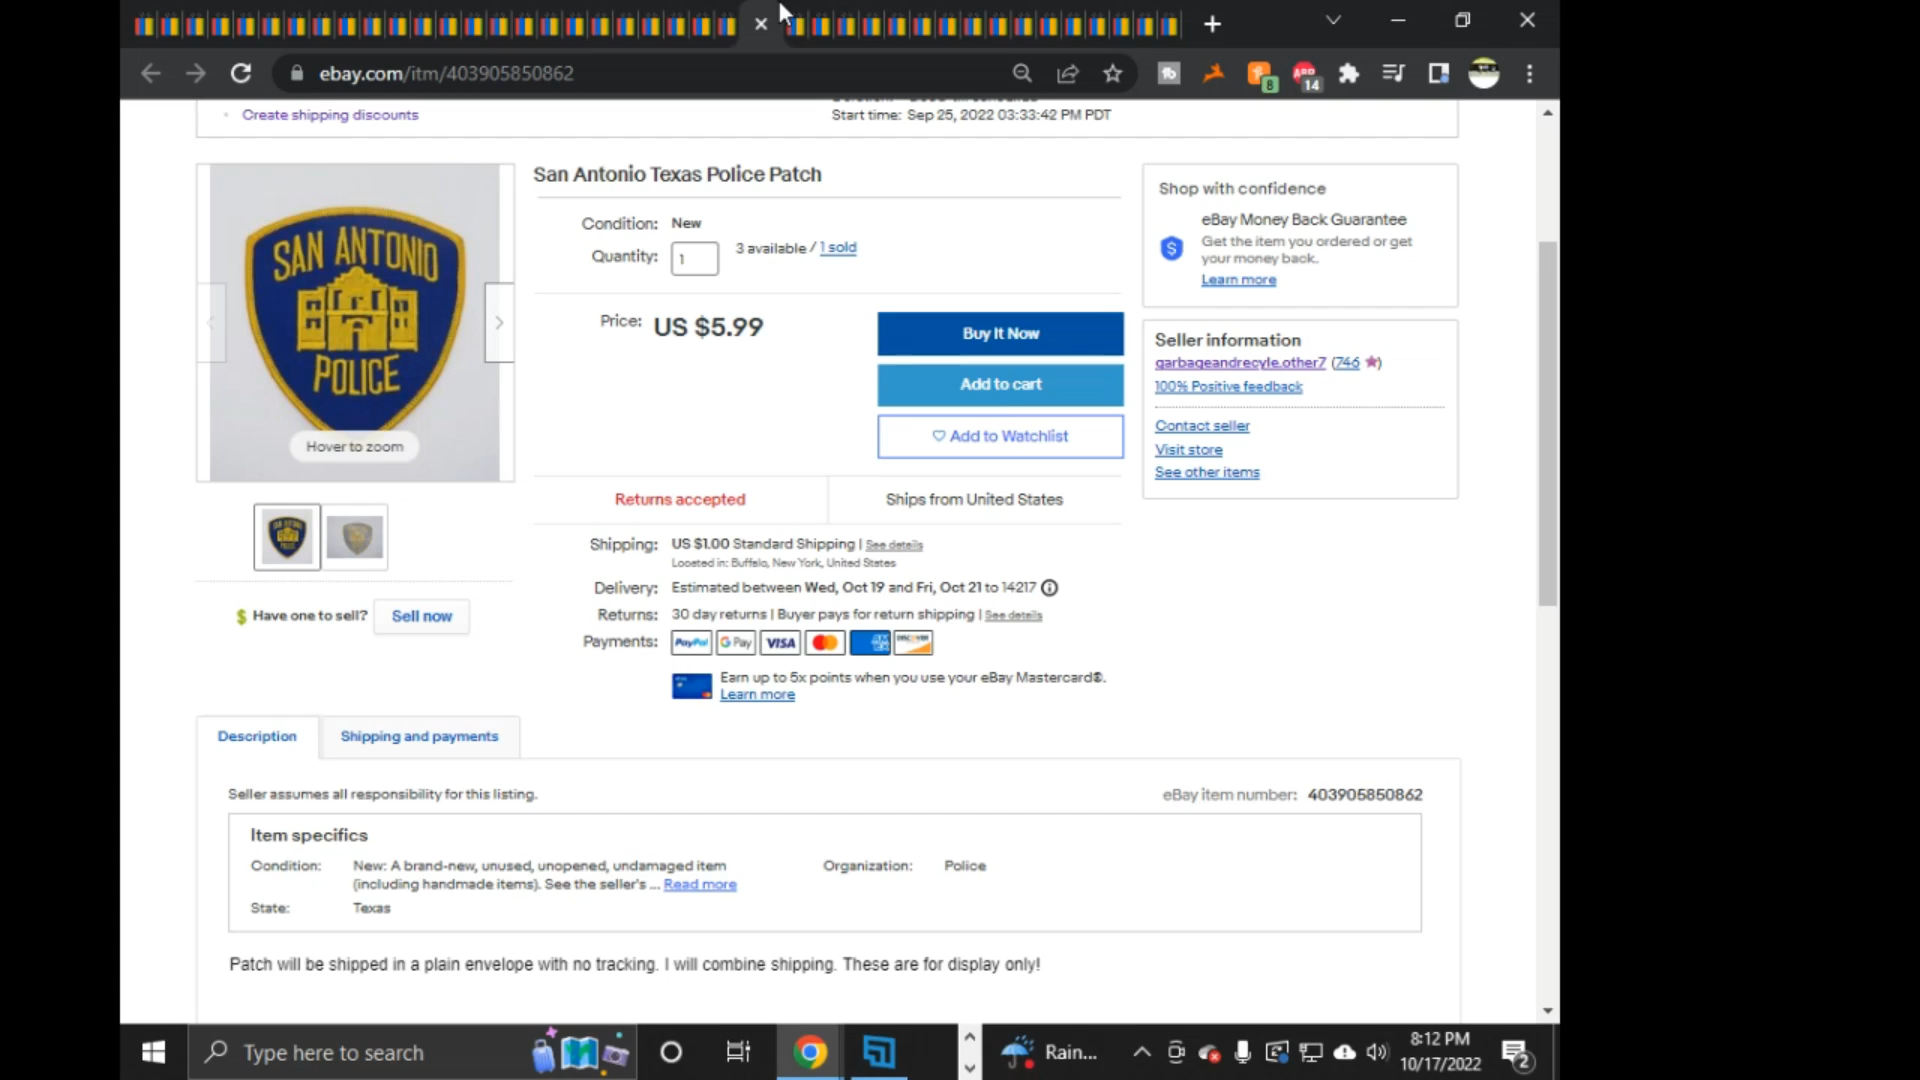 ebay.com/itm/403905850862
8
ABP
14
Create shipping discounts
Start time: Sep 25, 2022 03:33:42 PM PDT
San Antonio Texas Police Patch
SAN ANTONIO
POLICE
Hover to zoom
Condition: New
Quantity: 1
3 available / 1 sold
Price: US $5.99
Buy It Now
Add to cart
Add to Watchlist
Returns accepted
Ships from United States
Shipping: US $1.00 Standard Shipping | See details
Located in: Buffalo, New York, United States
Delivery: Estimated between Wed, Oct 19 and Fri, Oct 21 to 14217
Returns: 30 day returns | Buyer pays for return shipping | See details
Payments: PayPal G Pay VISA DISCOVER
Earn up to 5x points when you use your eBay Mastercard®.
Learn more
Shop with confidence
eBay Money Back Guarantee
Get the item you ordered or get
your money back.
Learn more
Seller information
garbageandrecyle.other7 (746)
100% Positive feedback
Contact seller
Visit store
See other items
$ Have one to sell? Sell now
Description
Shipping and payments
Seller assumes all responsibility for this listing.
eBay item number: 403905850862
Item specifics
Condition: New: A brand-new, unused, unopened, undamaged item
(including handmade items). See the seller's ... Read more
Organization: Police
State: Texas
Patch will be shipped in a plain envelope with no tracking. I will combine shipping. These are for display only!
Type here to search
Rain...
8:12 PM
10/17/2022
2